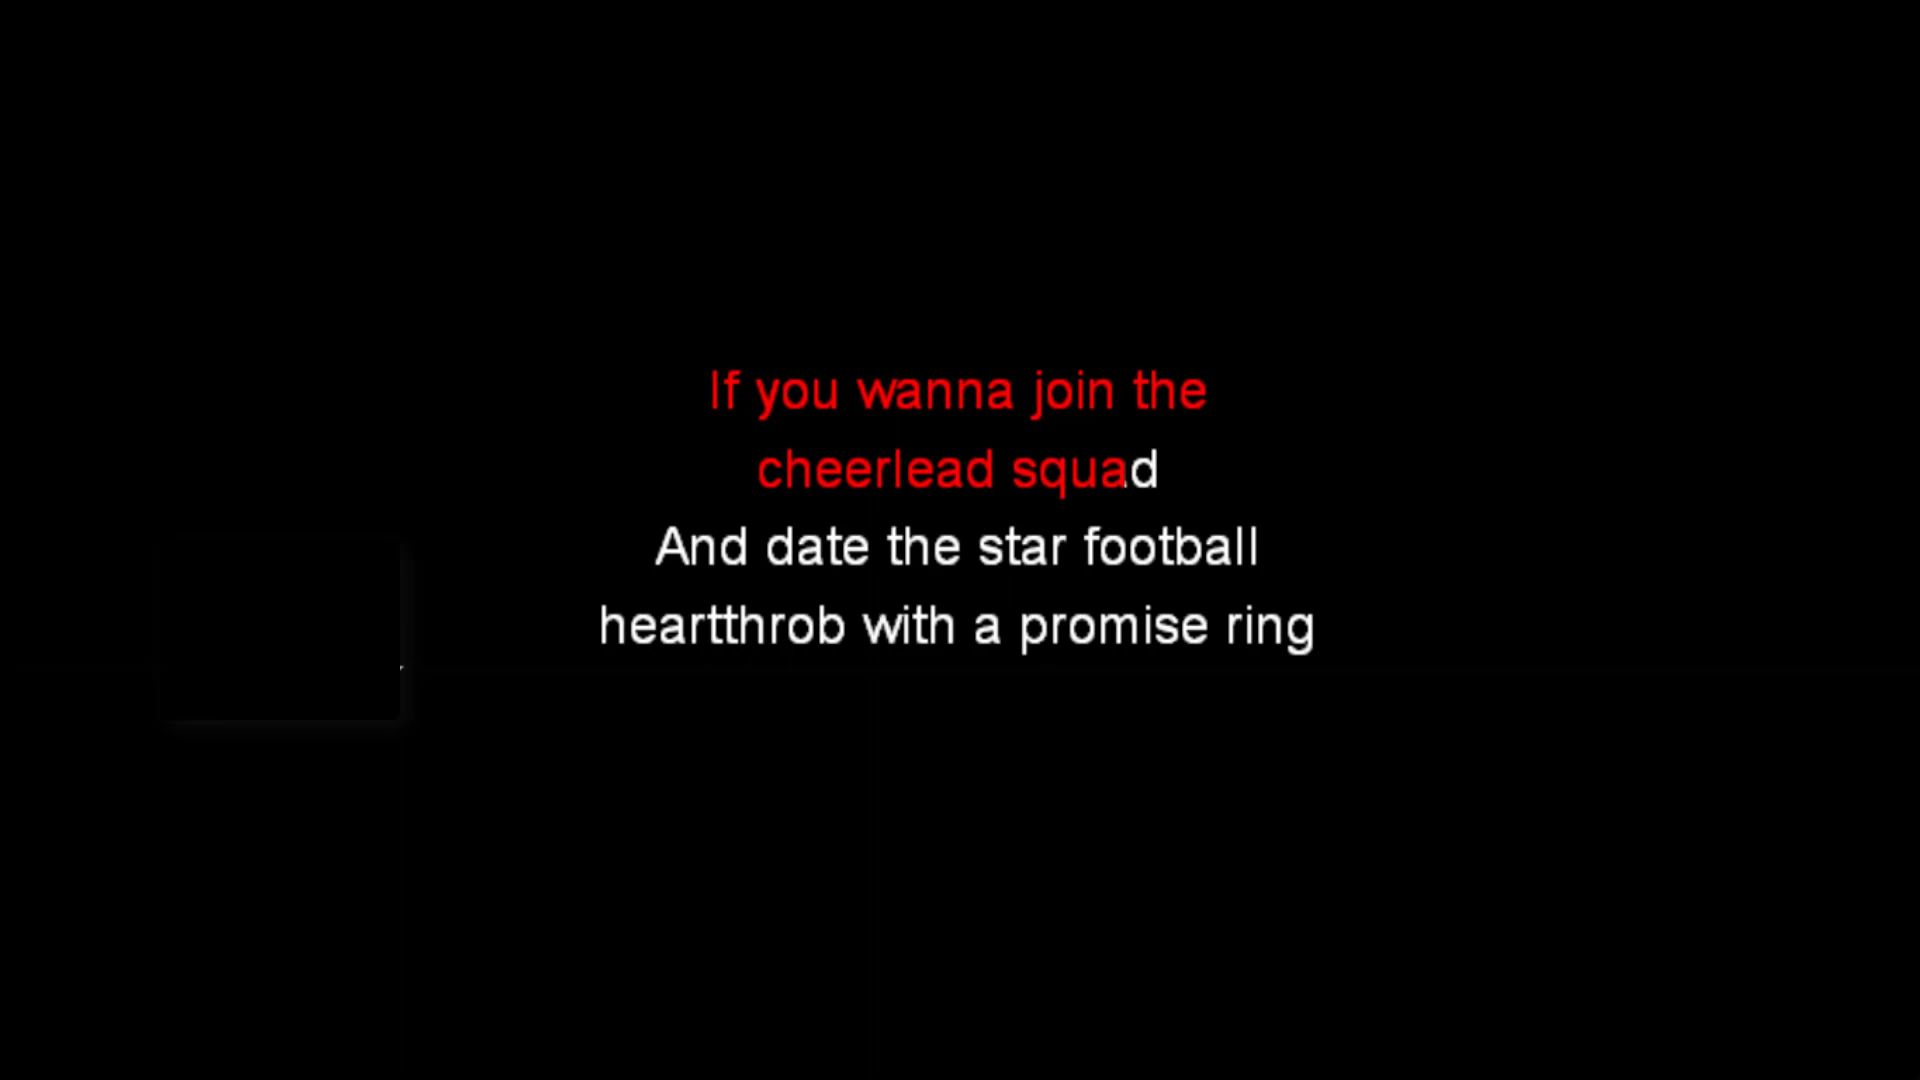 If you wanna join the
cheerlead squad
And date the star football
heartthrob with a promise ring